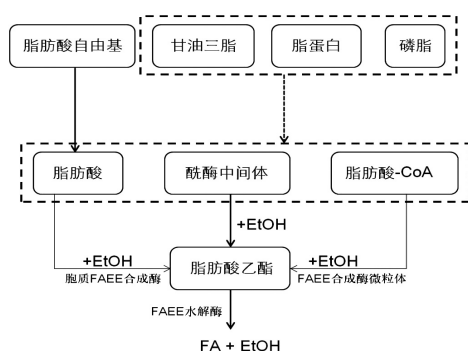 脂肪酸自由基
甘油三脂
脂蛋白
磷脂
脂肪酸
酰酶中间体
脂肪酸-CoA
+EtOH
+EtOH
+EtOH
胞质FAEE合成酶
脂肪酸乙酯
FAEE合成酶微粒体
FAEE水解酶
FA + EtOH